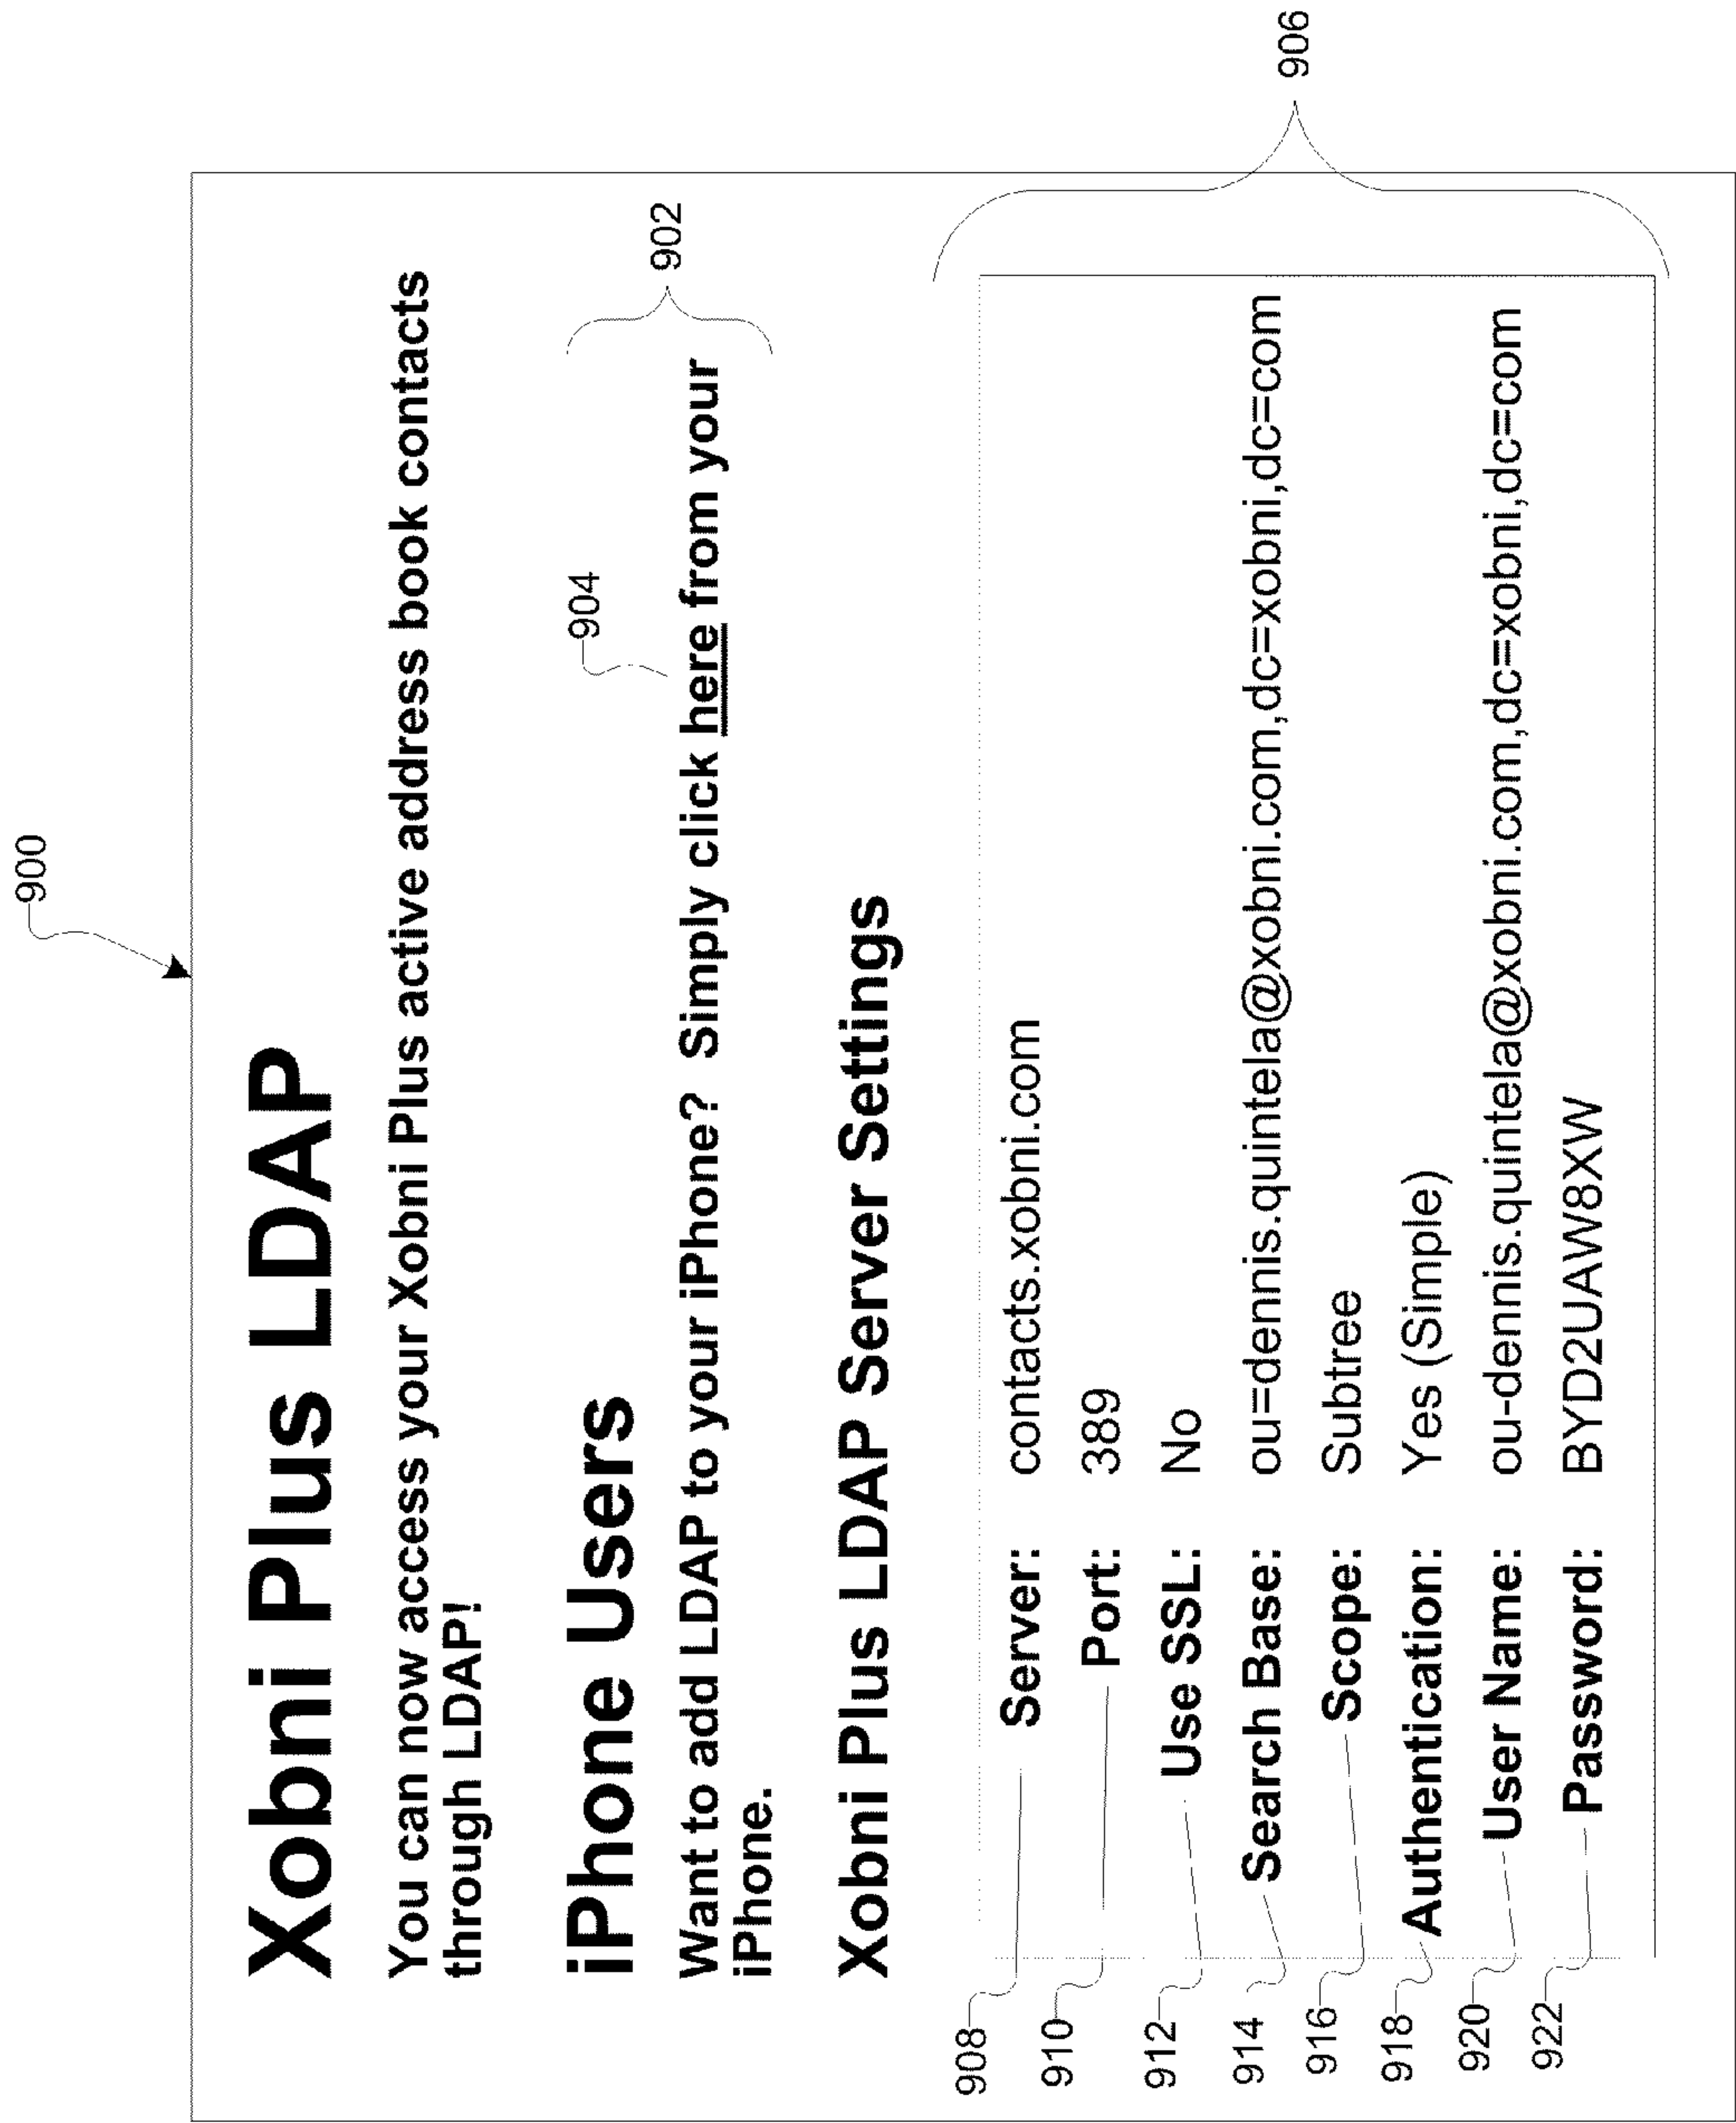 900
Xobni Plus LDAP
You can now access your Xobni Plus active address book contacts
through LDAP!
iPhone Users
904
902
Want to add LDAP to your iPhone? Simply click here from your
iPhone.
Xobni Plus LDAP Server Settings
906
908 Server: contacts.xobni.com
910 Port: 389
912 Use SSL: No
914 Search Base: ou=dennis.quintela@xobni.com,dc=xobni,dc=com
916 Scope: Subtree
918 Authentication: Yes (Simple)
920 User Name: ou-dennis.quintela@xobni.com,dc=xobni,dc=com
922 Password: BYD2UAW8XW